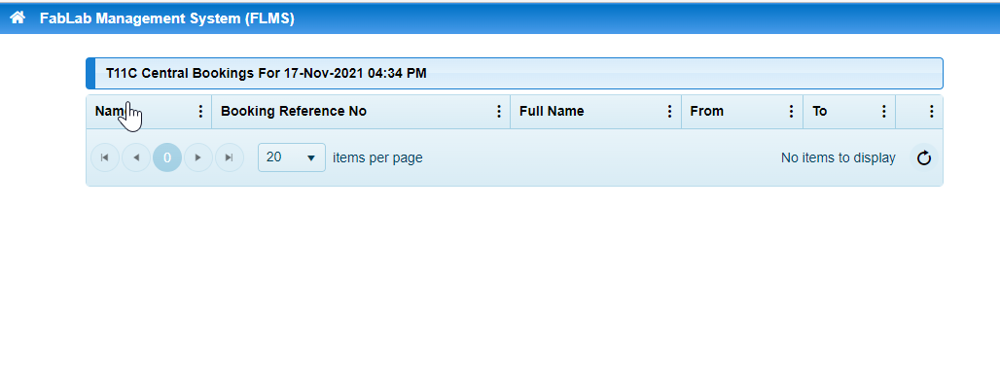 FabLab Management System (FLMS)
T11C Central Bookings For 17-Nov-2021 04:34 PM
Nam Booking Reference No Full Name From To
0 20 items per page No items to display